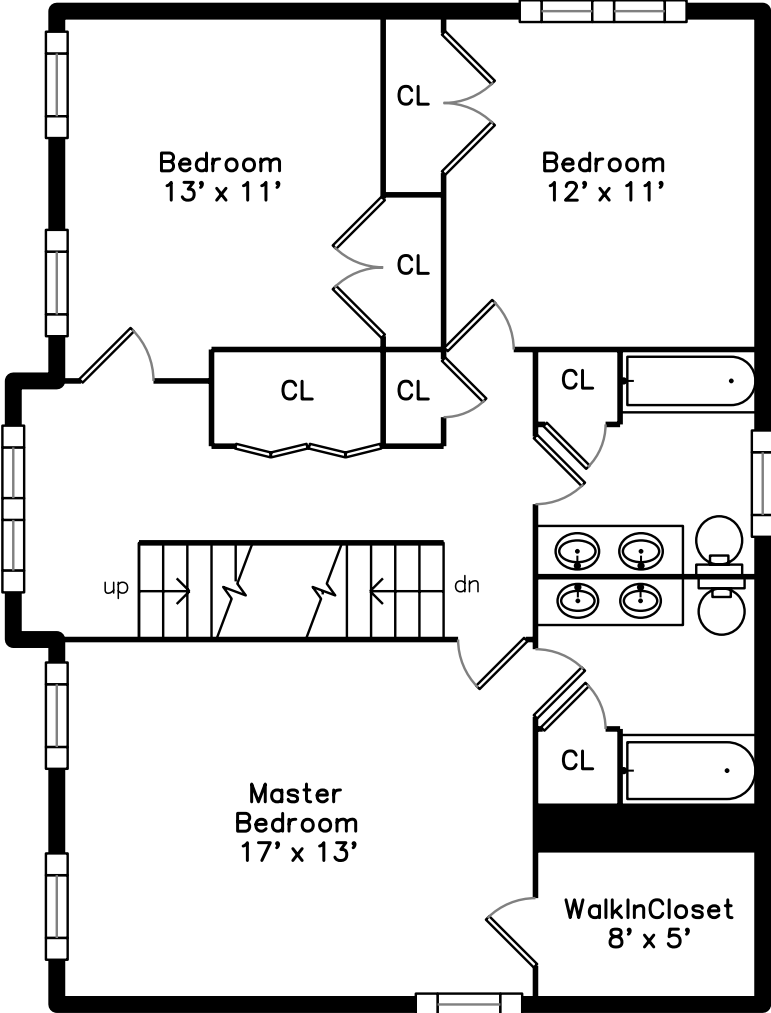 CL
Bedroom
13' x 11'
Bedroom
12' x 11'
CL
CL
CL
CL
up
dn
CL
Master
Bedroom
17' x 13'
WalkInCloset
8' x 5'